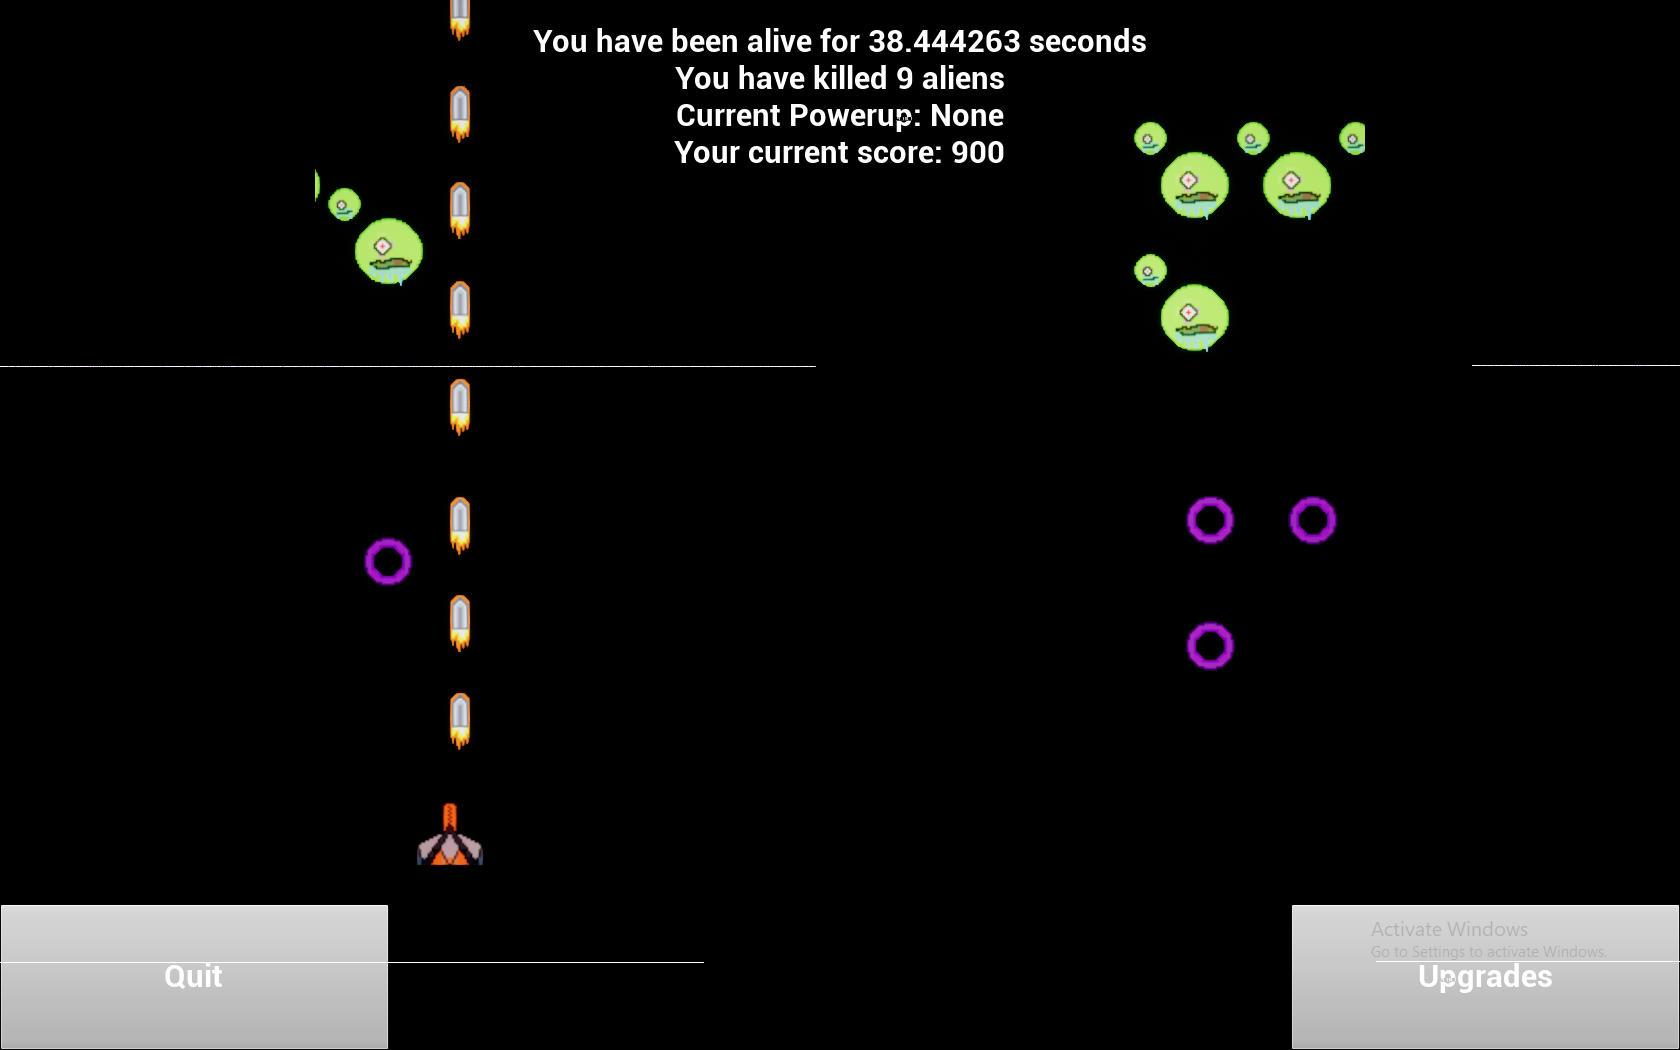 You have been alive for 38.444263 seconds
You have killed 9 aliens
Current Powerup: None
Your current score: 900
Activate Windows
Go to Settings to activate Windows.
Quit
Upgrades